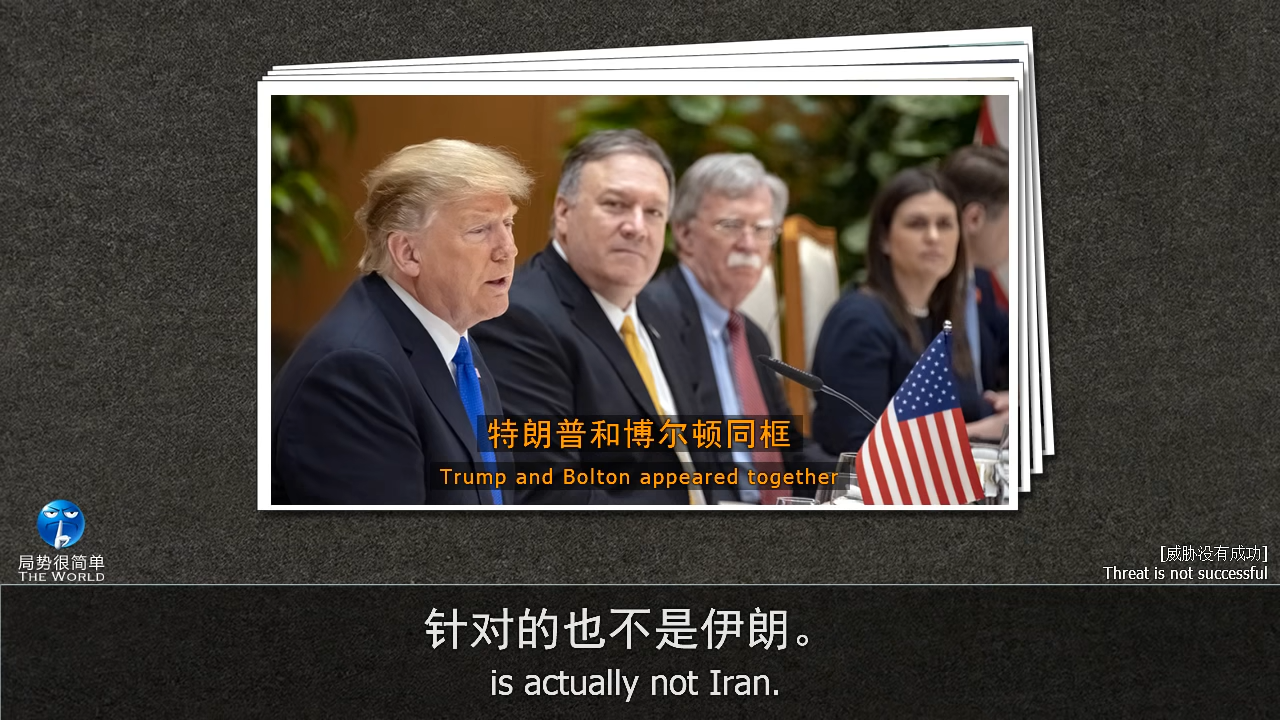 特朗普和博尔顿同框
Trump and Bolton appeared together
局势很简单
THE WORLD
[威胁没有成功]
Threat is not successful
针对的也不是伊朗。
is actually not Iran.